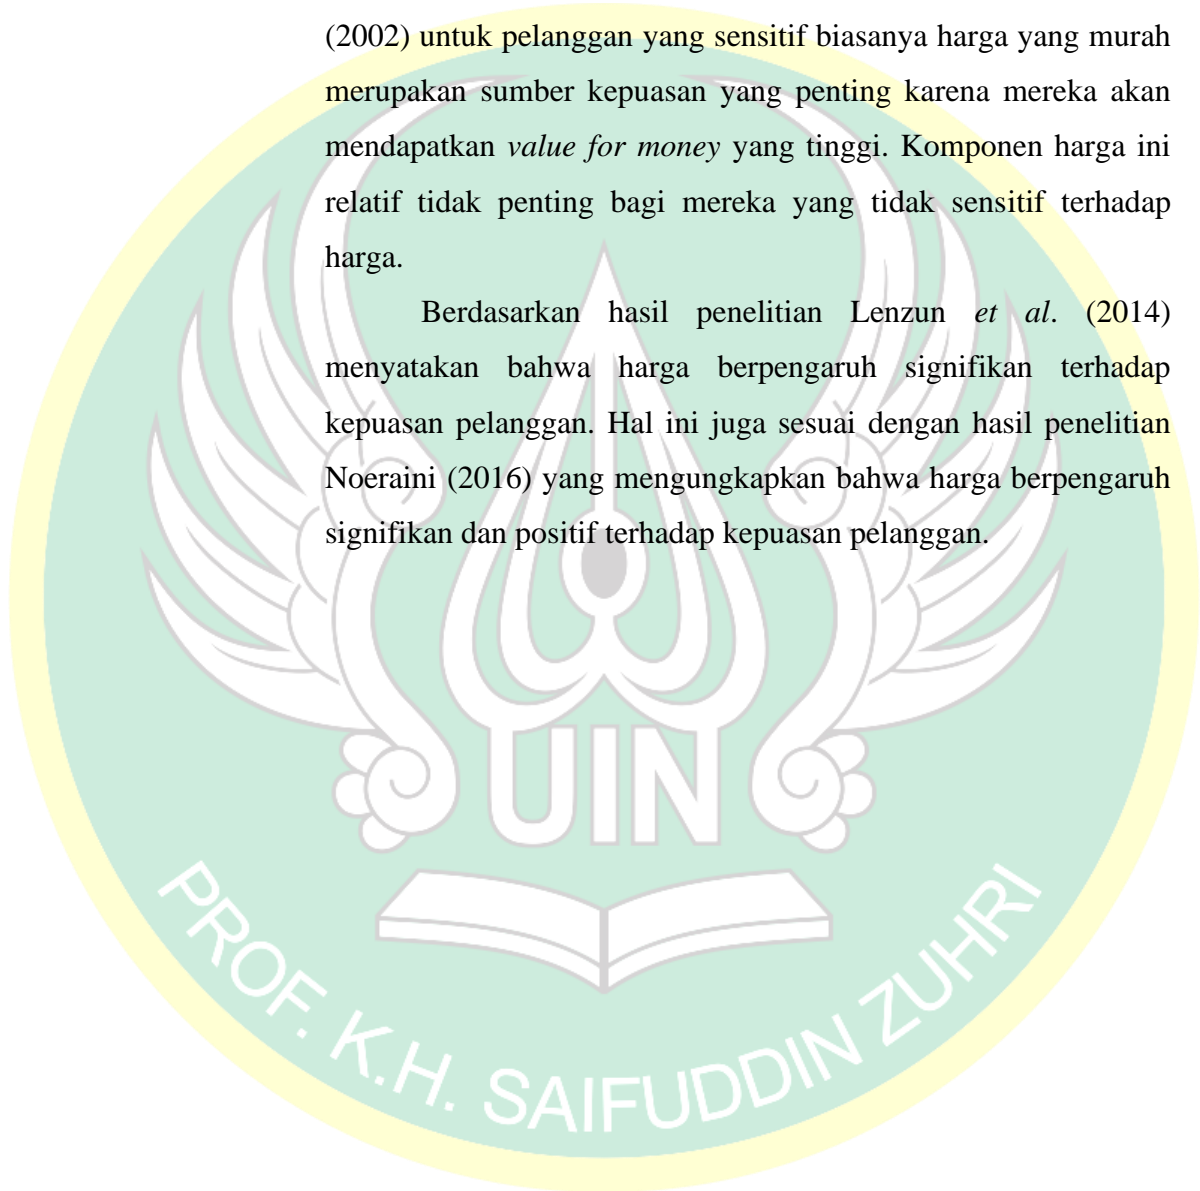 (2002) untuk pelanggan yang sensitif biasanya harga yang murah
merupakan sumber kepuasan yang penting karena mereka akan
mendapatkan value for money yang tinggi. Komponen harga ini
relatif tidak penting bagi mereka yang tidak sensitif terhadap
harga.
Berdasarkan hasil penelitian Lenzun et al. (2014)
menyatakan bahwa harga berpengaruh signifikan terhadap
kepuasan pelanggan. Hal ini juga sesuai dengan hasil penelitian
Noeraini (2016) yang mengungkapkan bahwa harga berpengaruh
signifikan dan positif terhadap kepuasan pelanggan.
UIN
PROF. K.H. SAIFUDDIN ZUHRI